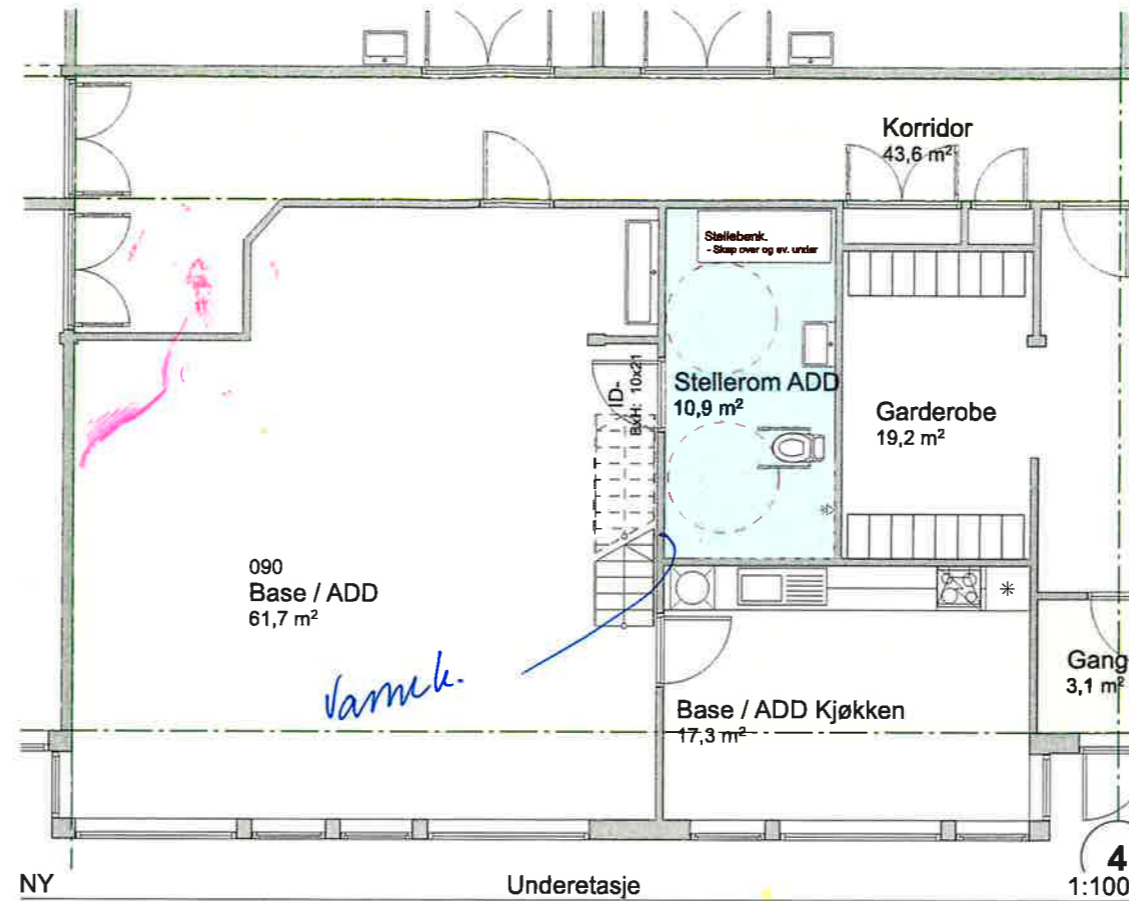 Korridor
43,6 m²
Stellebenk.
- Skap over og ev. under
ID-
BxH: 10x21
Stellerom ADD
10,9 m²
Garderobe
19,2 m²
090
Base / ADD
61,7 m²
Gang
3,1 m²
Base / ADD Kjøkken
17,3 m²
4
NY
Underetasje
1:100